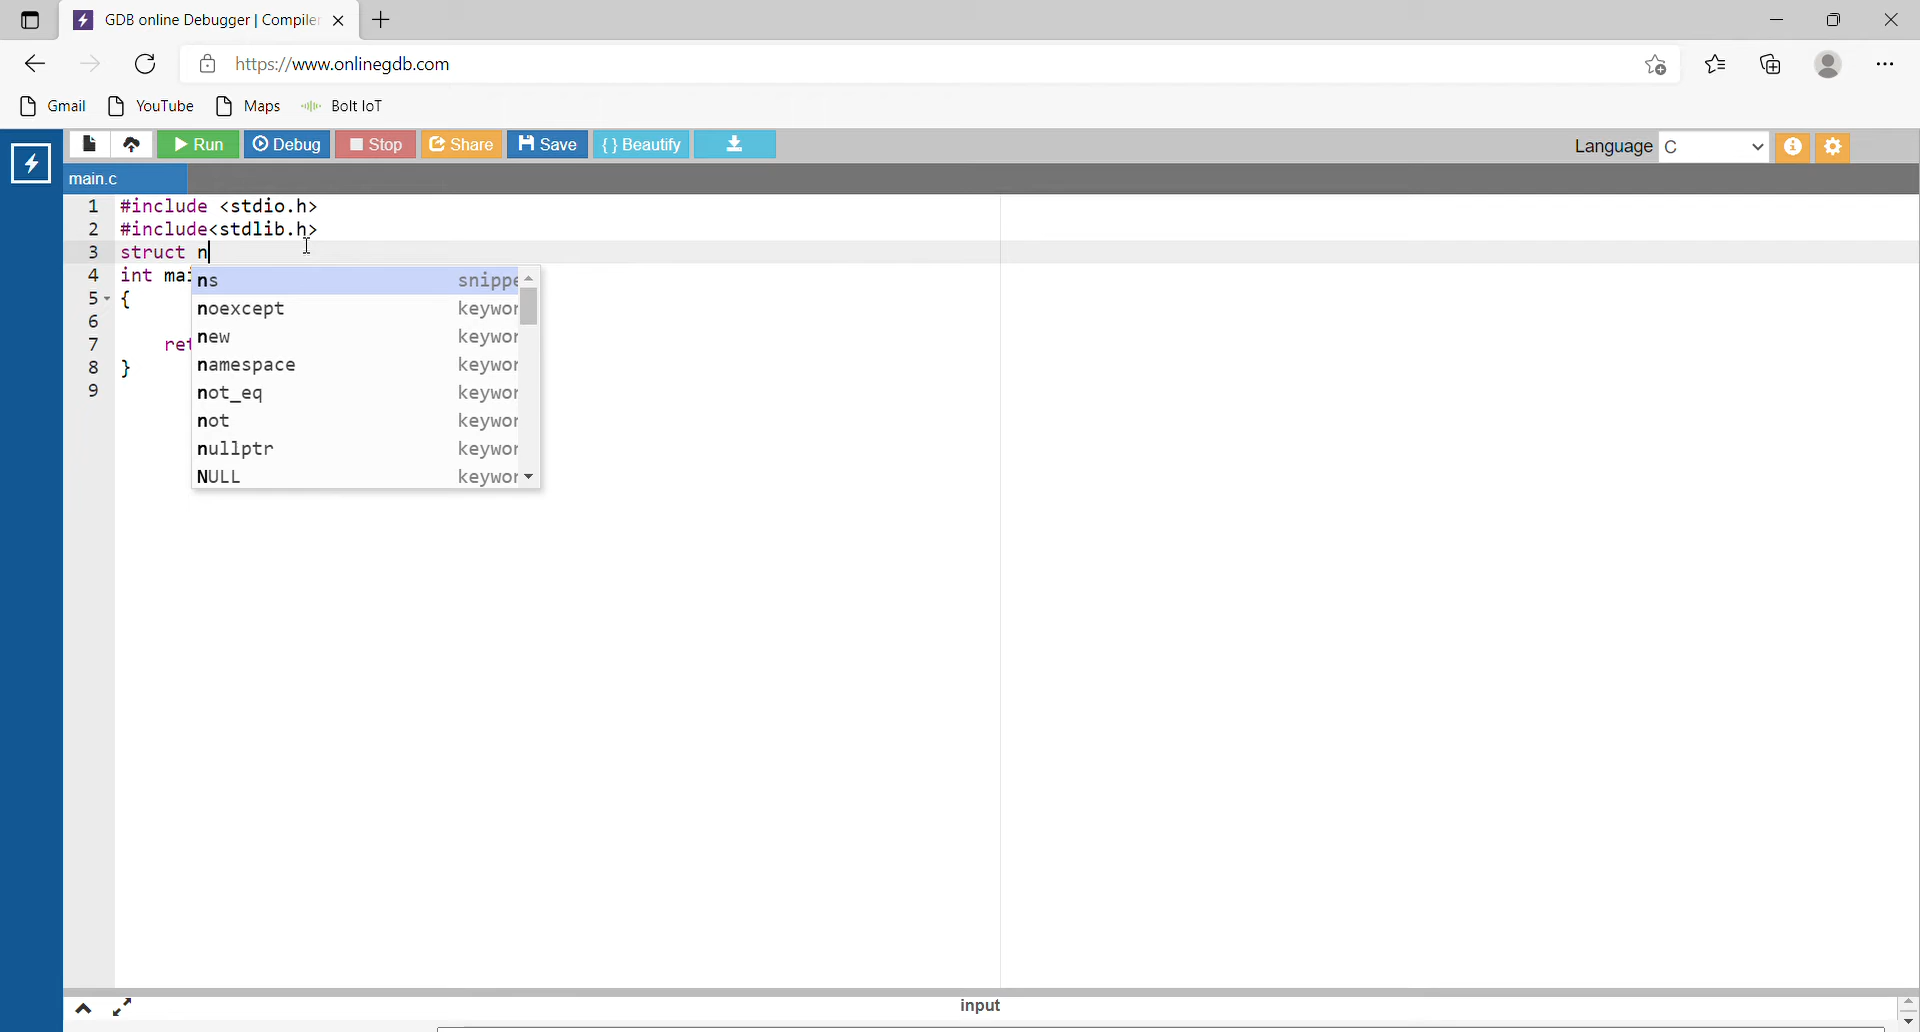 GDB online Debugger | Compiler
https://www.onlinegdb.com
Gmail YouTube Maps Bolt IoT
Run Debug Stop Share Save { } Beautify Language C
main.c
1 #include <stdio.h>
2 #include<stdlib.h>
3 struct n
4 int mai
5 {
6
7 ret
8 }
9
ns snippe
noexcept keywor
new keywor
namespace keywor
not_eq keywor
not keywor
nullptr keywor
NULL keywor
input